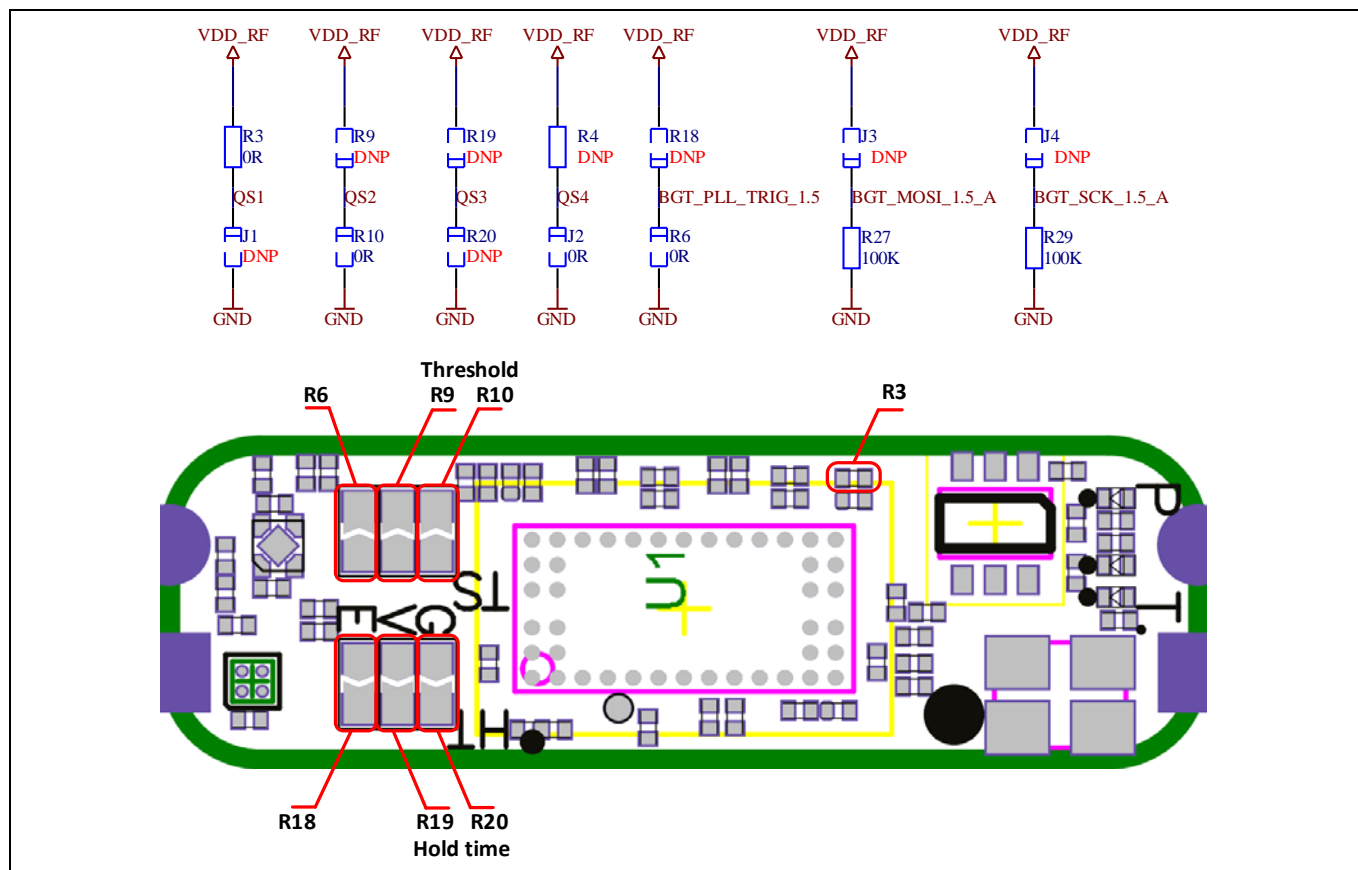 VDD_RF VDD_RF VDD_RF VDD_RF VDD_RF VDD_RF VDD_RF
R3 R9 R19 R4 R18 J3 J4
0R DNP DNP DNP DNP DNP DNP
QS1 QS2 QS3 QS4 BGT_PLL_TRIG_1.5 BGT_MOSI_1.5_A BGT_SCK_1.5_A
J1 R10 R20 J2 R6 R27 R29
DNP 0R DNP 0R 0R 100K 100K
GND GND GND GND GND GND GND
Threshold
R6 R9 R10 R3
P
U1
TS
E V G T
HT
R18 R19 R20
Hold time